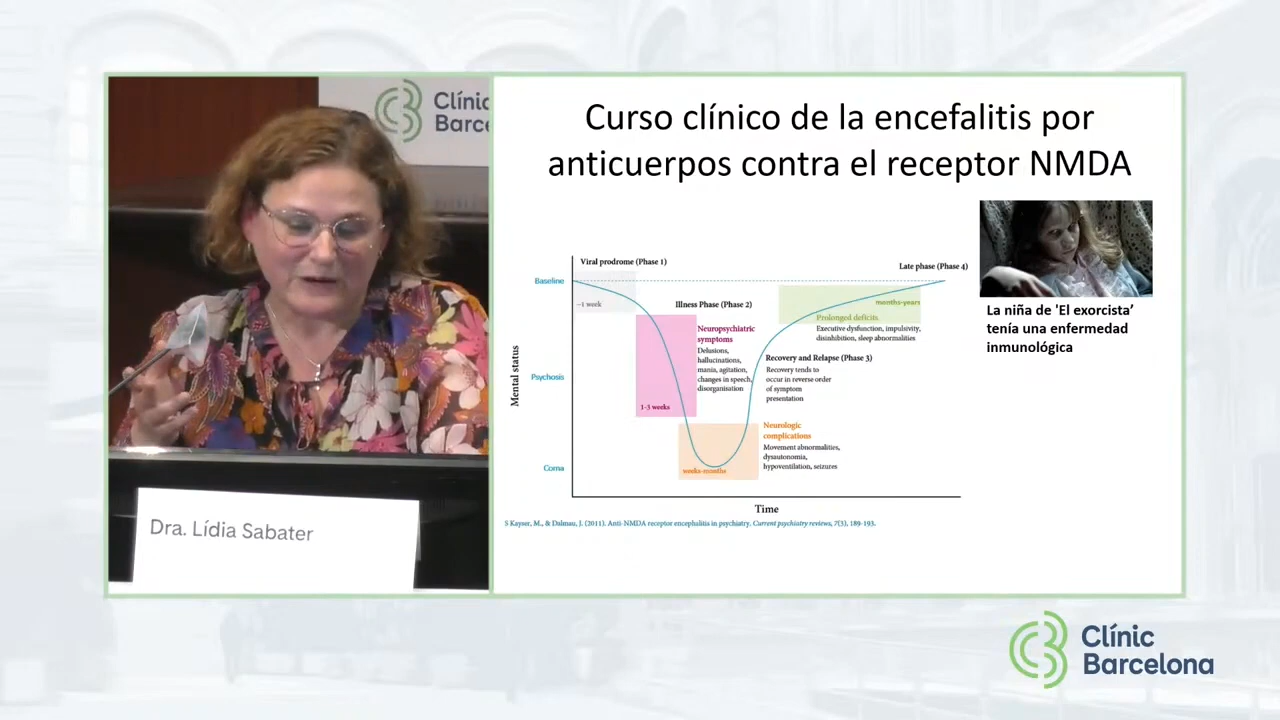 Clínic
Barce
Dra. Lídia Sabater
Curso clínico de la encefalitis por
anticuerpos contra el receptor NMDA
Viral prodrome (Phase 1)
Late phase (Phase 4)
Baseline
~1 week
Illness Phase (Phase 2)
months-years
Prolonged deficits
Executive dysfunction, impulsivity,
disinhibition, sleep abnormalities
Neuropsychiatric
symptoms
Delusions,
hallucinations,
mania, agitation,
changes in speech,
disorganisation
1-3 weeks
Recovery and Relapse (Phase 3)
Recovery tends to
occur in reverse order
of symptom
presentation
Mental status
Psychosis
Neurologic
complications
Movement abnormalities,
dysautonomia,
hypoventilation, seizures
weeks-months
Coma
Time
S Kayser, M., & Dalmau, J. (2011). Anti-NMDA receptor encephalitis in psychiatry. Current psychiatry reviews, 7(3), 189-193.
La niña de 'El exorcista’
tenía una enfermedad
inmunológica
Clínic
Barcelona